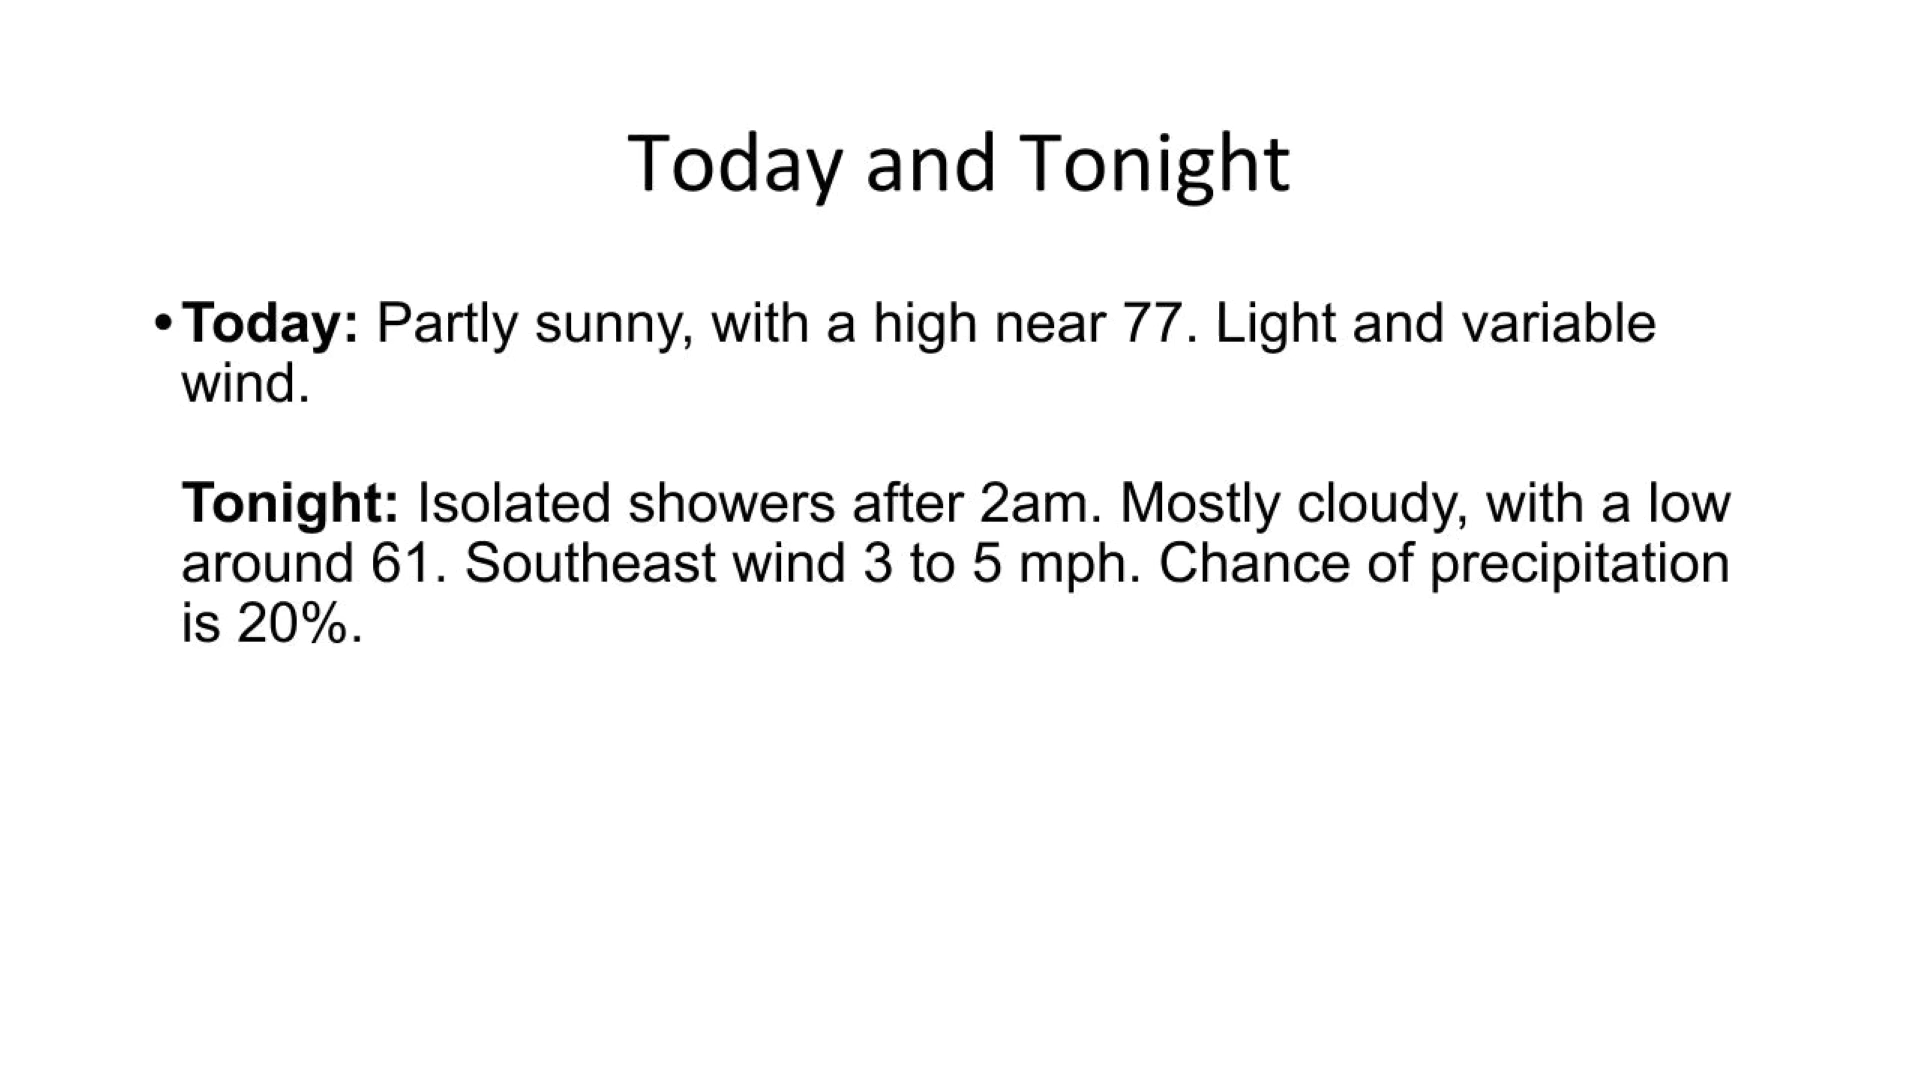 Today and Tonight
•Today: Partly sunny, with a high near 77. Light and variable
wind.
Tonight: Isolated showers after 2am. Mostly cloudy, with a low
around 61. Southeast wind 3 to 5 mph. Chance of precipitation
is 20%.